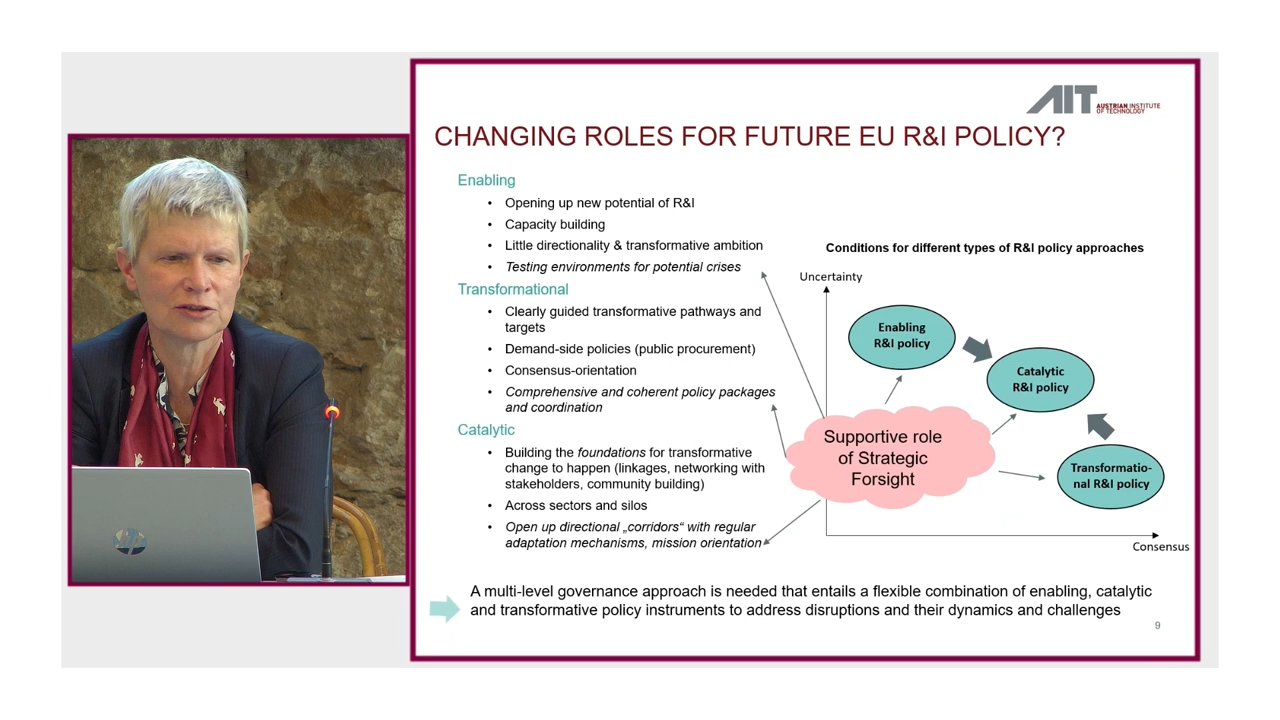 AIT AUSTRIAN INSTITUTE
OF TECHNOLOGY
CHANGING ROLES FOR FUTURE EU R&I POLICY?
Enabling
• Opening up new potential of R&I
• Capacity building
• Little directionality & transformative ambition
• Testing environments for potential crises
Transformational
• Clearly guided transformative pathways and
targets
• Demand-side policies (public procurement)
• Consensus-orientation
• Comprehensive and coherent policy packages
and coordination
Catalytic
• Building the foundations for transformative
change to happen (linkages, networking with
stakeholders, community building)
• Across sectors and silos
• Open up directional „corridors“ with regular
adaptation mechanisms, mission orientation
Conditions for different types of R&I policy approaches
Uncertainty
Enabling
R&I policy
Catalytic
R&I policy
Supportive role
of Strategic
Forsight
Transformatio-
nal R&I policy
Consensus
A multi-level governance approach is needed that entails a flexible combination of enabling, catalytic
and transformative policy instruments to address disruptions and their dynamics and challenges
9
hp